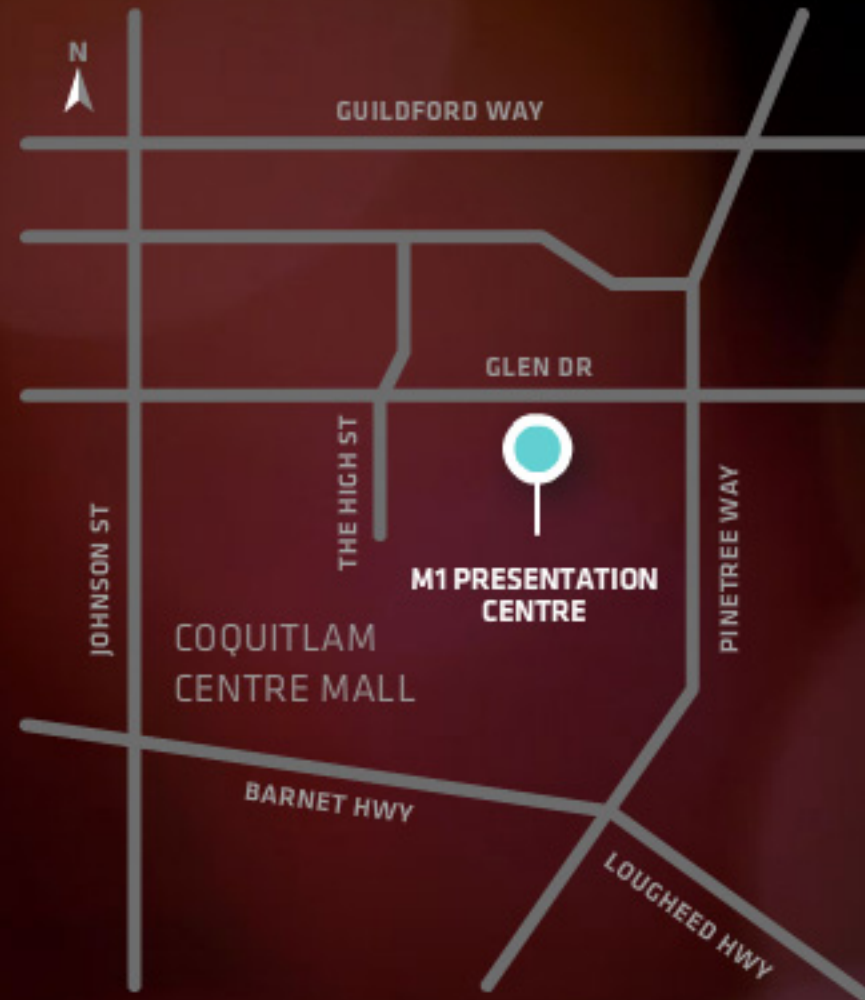 N
GUILDFORD WAY
GLEN DR
THE HIGH ST
JOHNSON ST
PINETREE WAY
M1 PRESENTATION
CENTRE
COQUITLAM
CENTRE MALL
BARNET HWY
LOUGHEED HWY